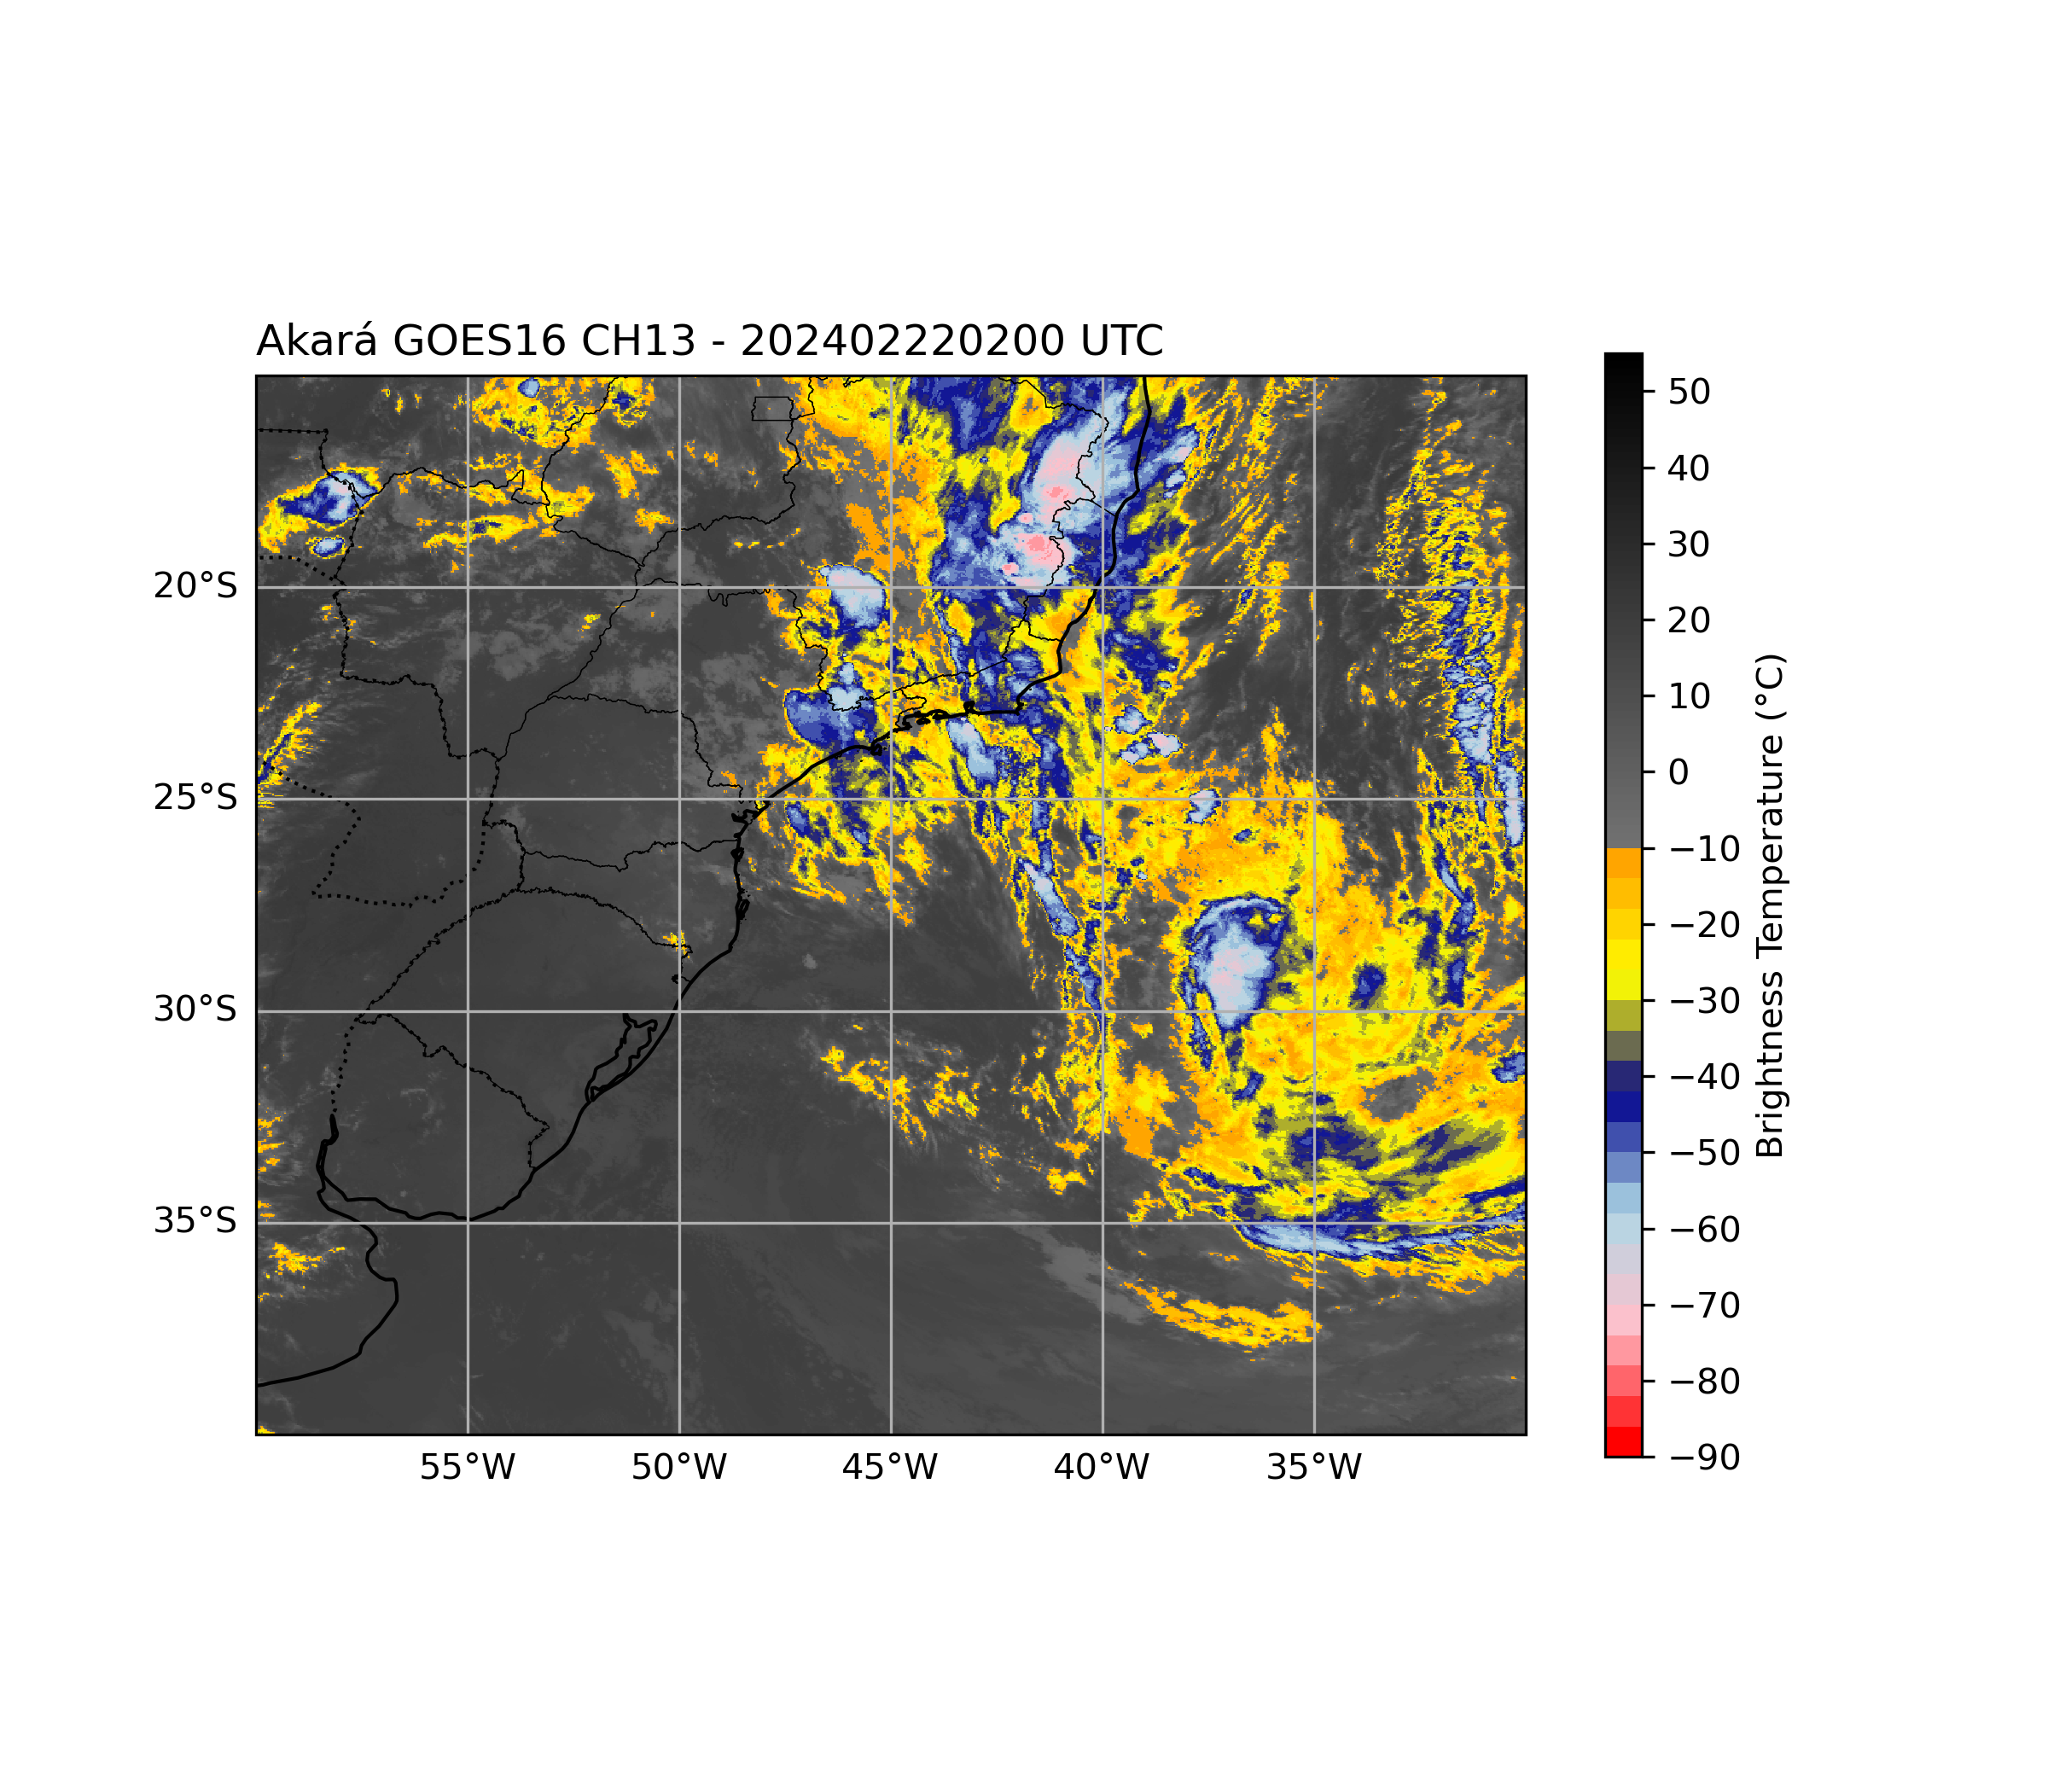 Akará GOES16 CH13 - 202402220200 UTC
50
40
30
20
10
0
−10
−20
−30
−40
−50
−60
−70
−80
−90
Brightness Temperature (°C)
20°S
25°S
30°S
35°S
55°W
50°W
45°W
40°W
35°W